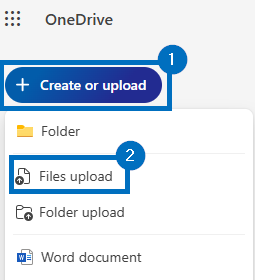 OneDrive
1
+ Create or upload
Folder
2
Files upload
Folder upload
Word document